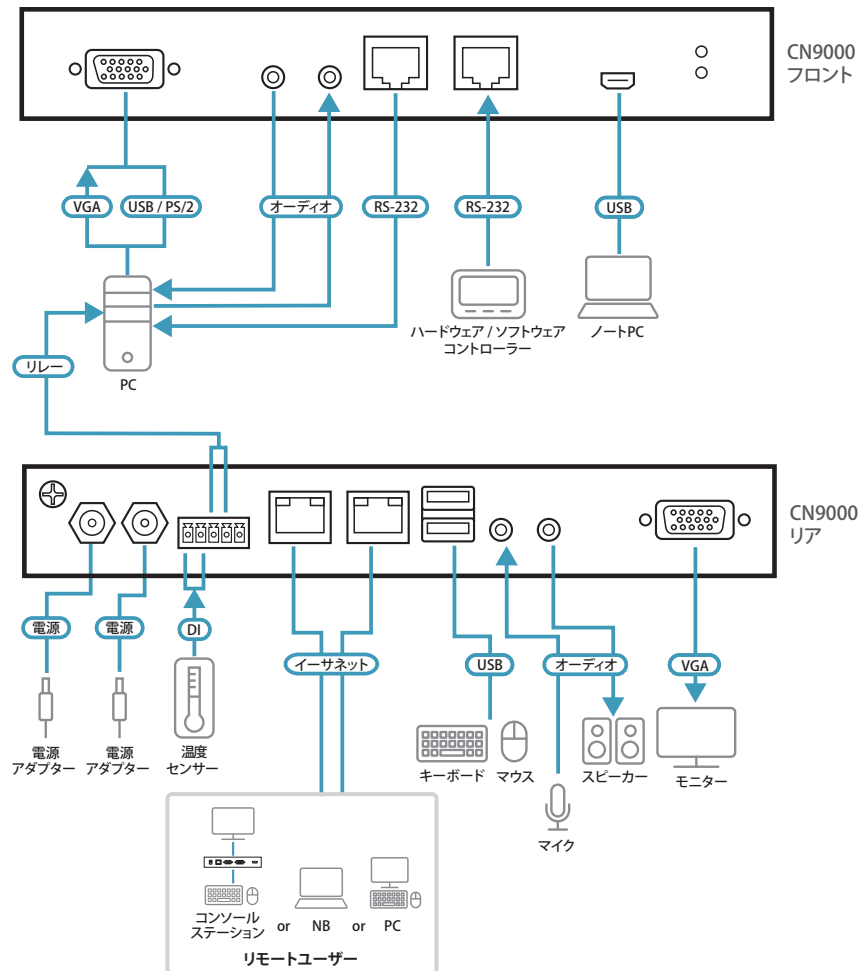 CN9000
フロント
VGA
USB / PS/2
オーディオ
RS-232
RS-232
USB
ハードウェア / ソフトウェア
コントローラー
ノートPC
リレー
PC
CN9000
リア
電源
電源
DI
イーサネット
USB
オーディオ
VGA
電源
アダプター
電源
アダプター
温度
センサー
キーボード
マウス
スピーカー
モニター
マイク
コンソール
ステーション
or
NB
or
PC
リモートユーザー